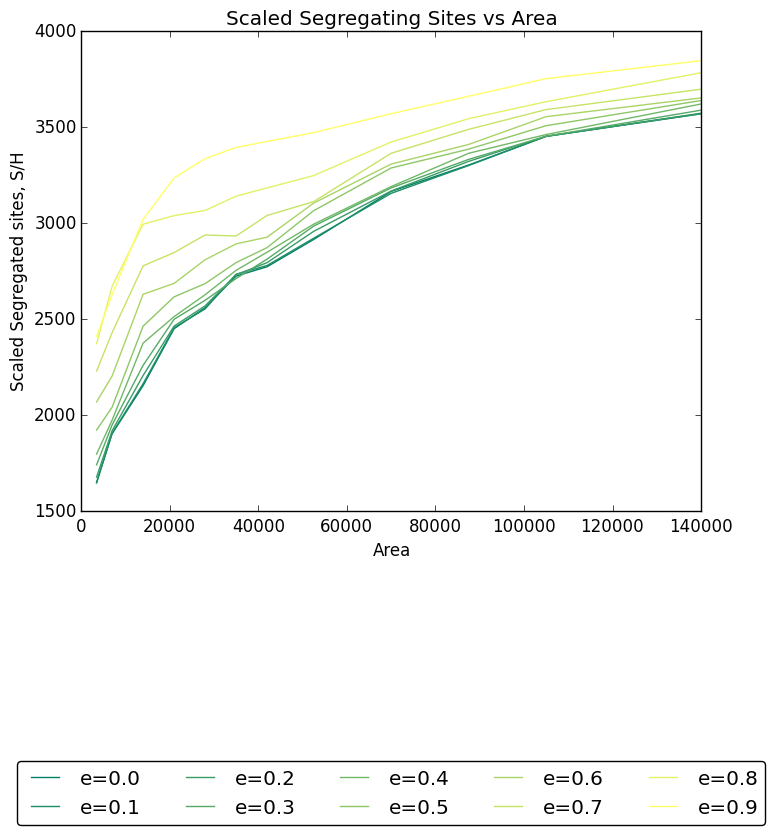 Scaled Segregating Sites vs Area
4000
3500
3000
2500
2000
1500
Scaled Segregated sites, S/H
0 20000 40000 60000 80000 100000 120000 140000
Area
e=0.0 e=0.2 e=0.4 e=0.6 e=0.8
e=0.1 e=0.3 e=0.5 e=0.7 e=0.9